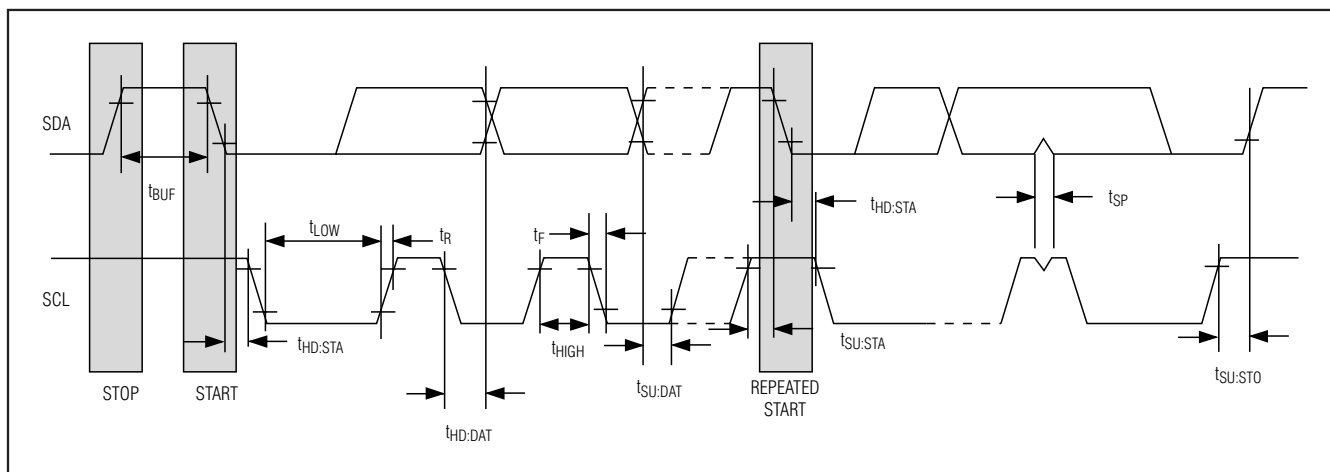 SDA
tBUF
tHD:STA
tSP
tLOW
tR
tF
SCL
tHD:STA
tHIGH
tSU:STA
tSU:DAT
tSU:STO
STOP
START
REPEATED
START
tHD:DAT